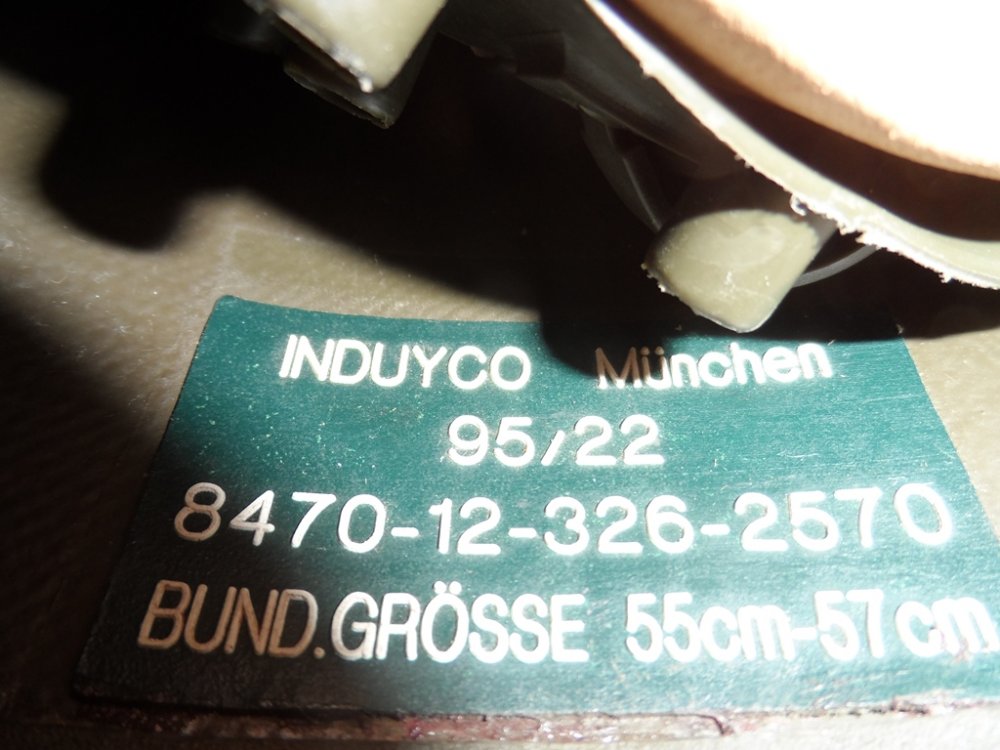 INDUYCO München
95/22
8470-12-326-2570
BUND.GRÖSSE 55cm-57cm